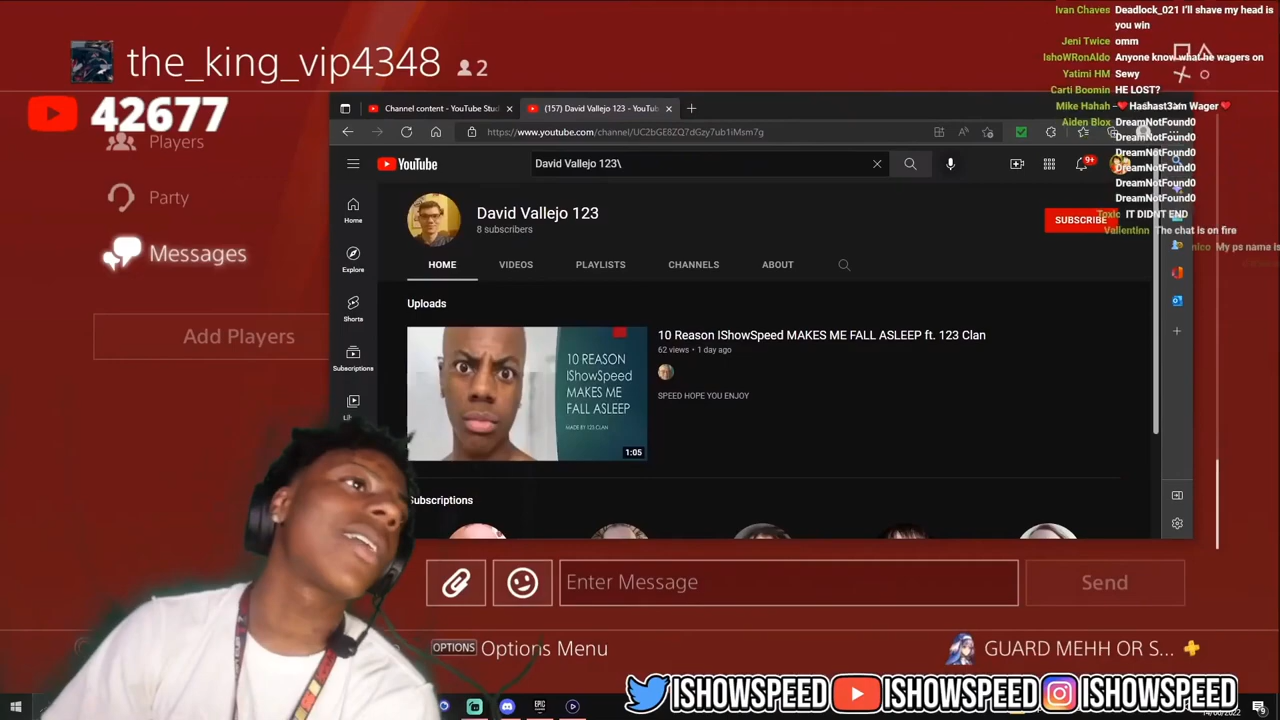 the_king_vip4348
2
42677
Players
Party
Messages
Add Players
Channel content - YouTube Stud
(157) David Vallejo 123 - YouTub
https://www.youtube.com/channel/UC2bGE8ZQ7dGzy7ub1iMsm7g
YouTube
David Vallejo 123\
9+
Home
Explore
Shorts
Subscriptions
David Vallejo 123
8 subscribers
SUBSCRIBE
HOME
VIDEOS
PLAYLISTS
CHANNELS
ABOUT
Uploads
10 REASON
IShowSpeed
MAKES ME
FALL ASLEEP
MADE BY 123 CLAN
1:05
10 Reason IShowSpeed MAKES ME FALL ASLEEP ft. 123 Clan
62 views • 1 day ago
SPEED HOPE YOU ENJOY
Subscriptions
Ivan Chaves Deadlock_021 I'll shave my head is
you win
Jeni Twice omm
IshoWRonAldo Anyone know what he wagers on
Yatimi HM Sewy
Carti Boomin HE LOST?
Mike Hahah ❤Hashast3am Wager❤
Aiden Blox DreamNotFound0
DreamNotFound0
DreamNotFound0
DreamNotFound0
DreamNotFound0
DreamNotFound0
Toxic IT DIDNT END
Vallentinn The chat is on fire
My ps name is
Enter Message
Send
OPTIONS Options Menu
GUARD MEHH OR S...
ISHOWSPEED ISHOWSPEED ISHOWSPEED